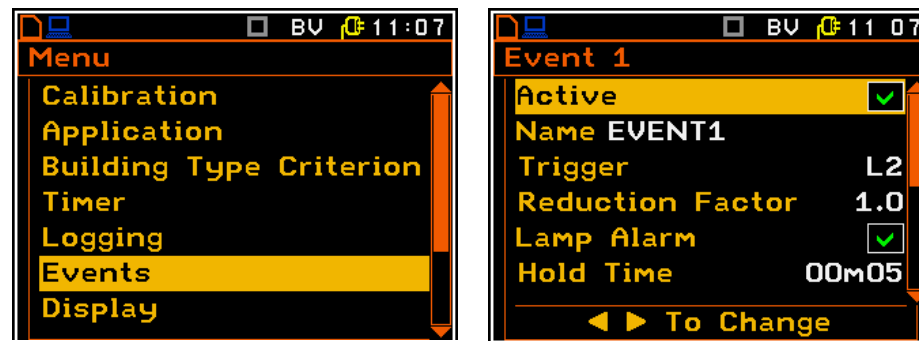 BV 11:07
Menu
Calibration
Application
Building Type Criterion
Timer
Logging
Events
Display
BV 11 07
Event 1
Active
Name EVENT1
Trigger L2
Reduction Factor 1.0
Lamp Alarm
Hold Time 00m05
To Change